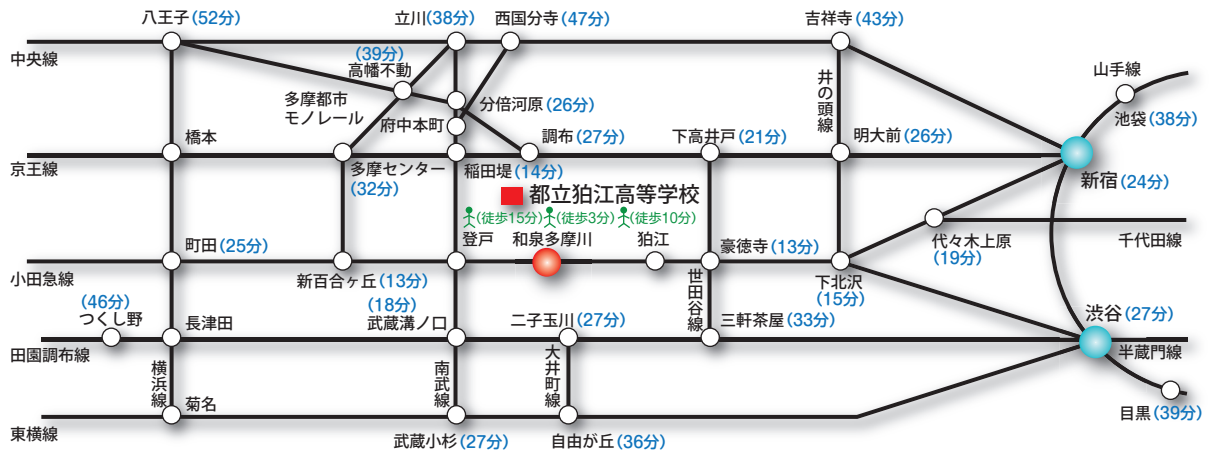 八王子(52分)
立川(38分)
西国分寺(47分)
吉祥寺(43分)
中央線
(39分)
高幡不動
多摩都市
モノレール
分倍河原(26分)
府中本町
井の頭線
山手線
池袋(38分)
橋本
調布(27分)
下高井戸(21分)
明大前(26分)
京王線
多摩センター
(32分)
稲田堤(14分)
新宿(24分)
都立狛江高等学校
(徒歩15分)
(徒歩3分)
(徒歩10分)
町田(25分)
登戸
和泉多摩川
狛江
豪徳寺(13分)
代々木上原
(19分)
千代田線
小田急線
新百合ヶ丘(13分)
世田谷線
下北沢
(15分)
(46分)
つくし野
長津田
(18分)
武蔵溝ノ口
二子玉川(27分)
三軒茶屋(33分)
渋谷(27分)
田園調布線
半蔵門線
横浜線
南武線
大井町線
菊名
目黒(39分)
東横線
武蔵小杉(27分)
自由が丘(36分)